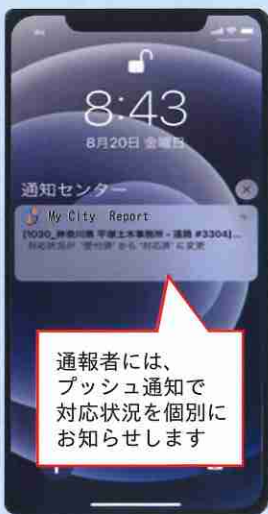 8:43
8月20日 金曜日
通知センター
My City Report
[1030_神奈川県 平塚土木事務所 - 道路 #3304]...
対応状況が '受付済' から '対応済' に変更
通報者には、
プッシュ通知で
対応状況を個別に
お知らせします